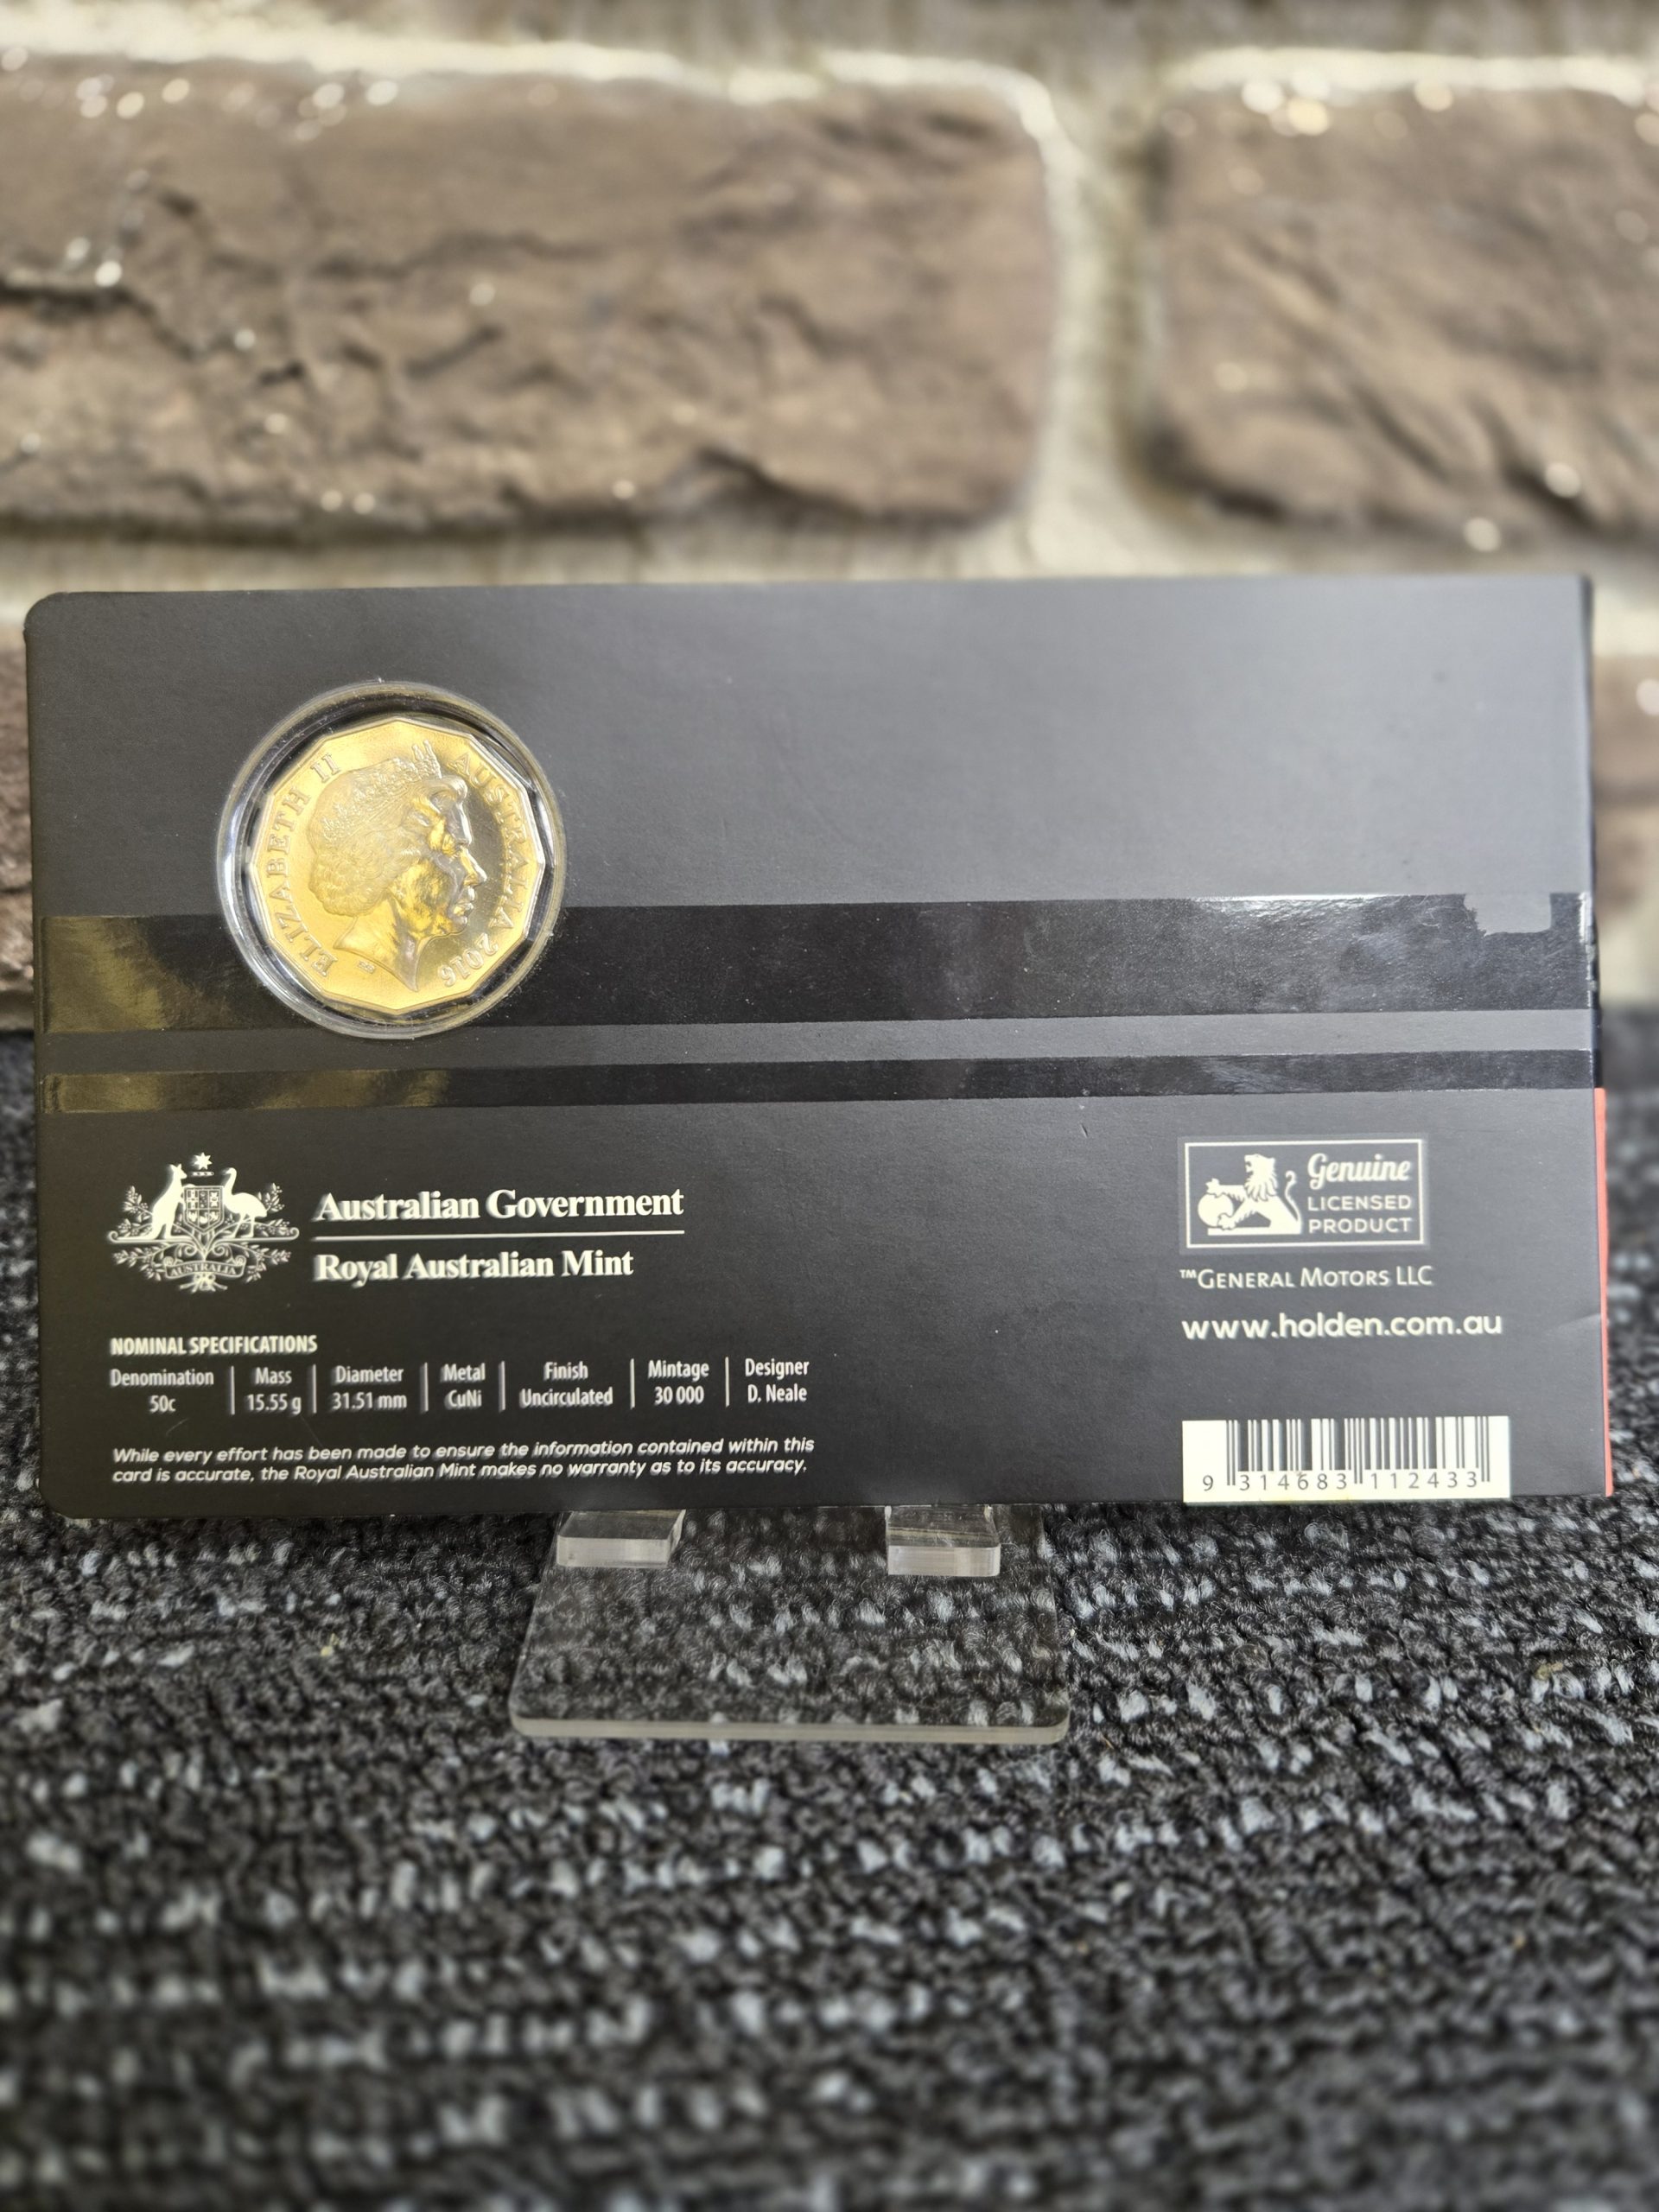 ELIZABETH II
AUSTRALIA 2016
Australian Government
Royal Australian Mint
AUSTRALIA
NOMINAL SPECIFICATIONS
Denomination Mass Diameter Metal Finish Mintage Designer
50c 15.55 g 31.51 mm CuNi Uncirculated 30 000 D. Neale
While every effort has been made to ensure the information contained within this
card is accurate, the Royal Australian Mint makes no warranty as to its accuracy.
Genuine
LICENSED
PRODUCT
™GENERAL MOTORS LLC
www.holden.com.au
9 314683 112433